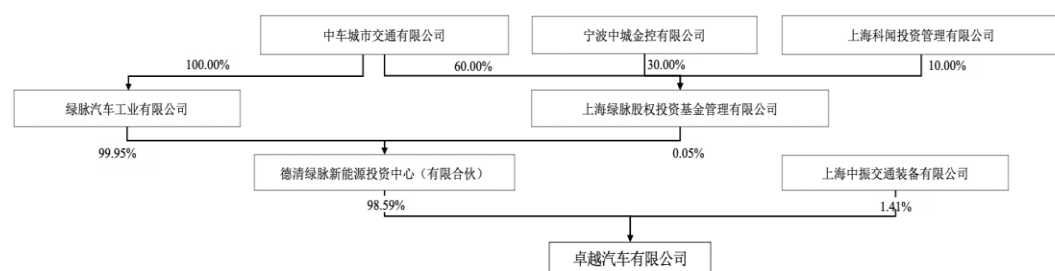 中车城市交通有限公司
宁波中城金控有限公司
上海科闻投资管理有限公司
100.00%
60.00%
30.00%
10.00%
绿脉汽车工业有限公司
上海绿脉股权投资基金管理有限公司
99.95%
0.05%
德清绿脉新能源投资中心（有限合伙）
上海中振交通装备有限公司
98.59%
1.41%
卓越汽车有限公司